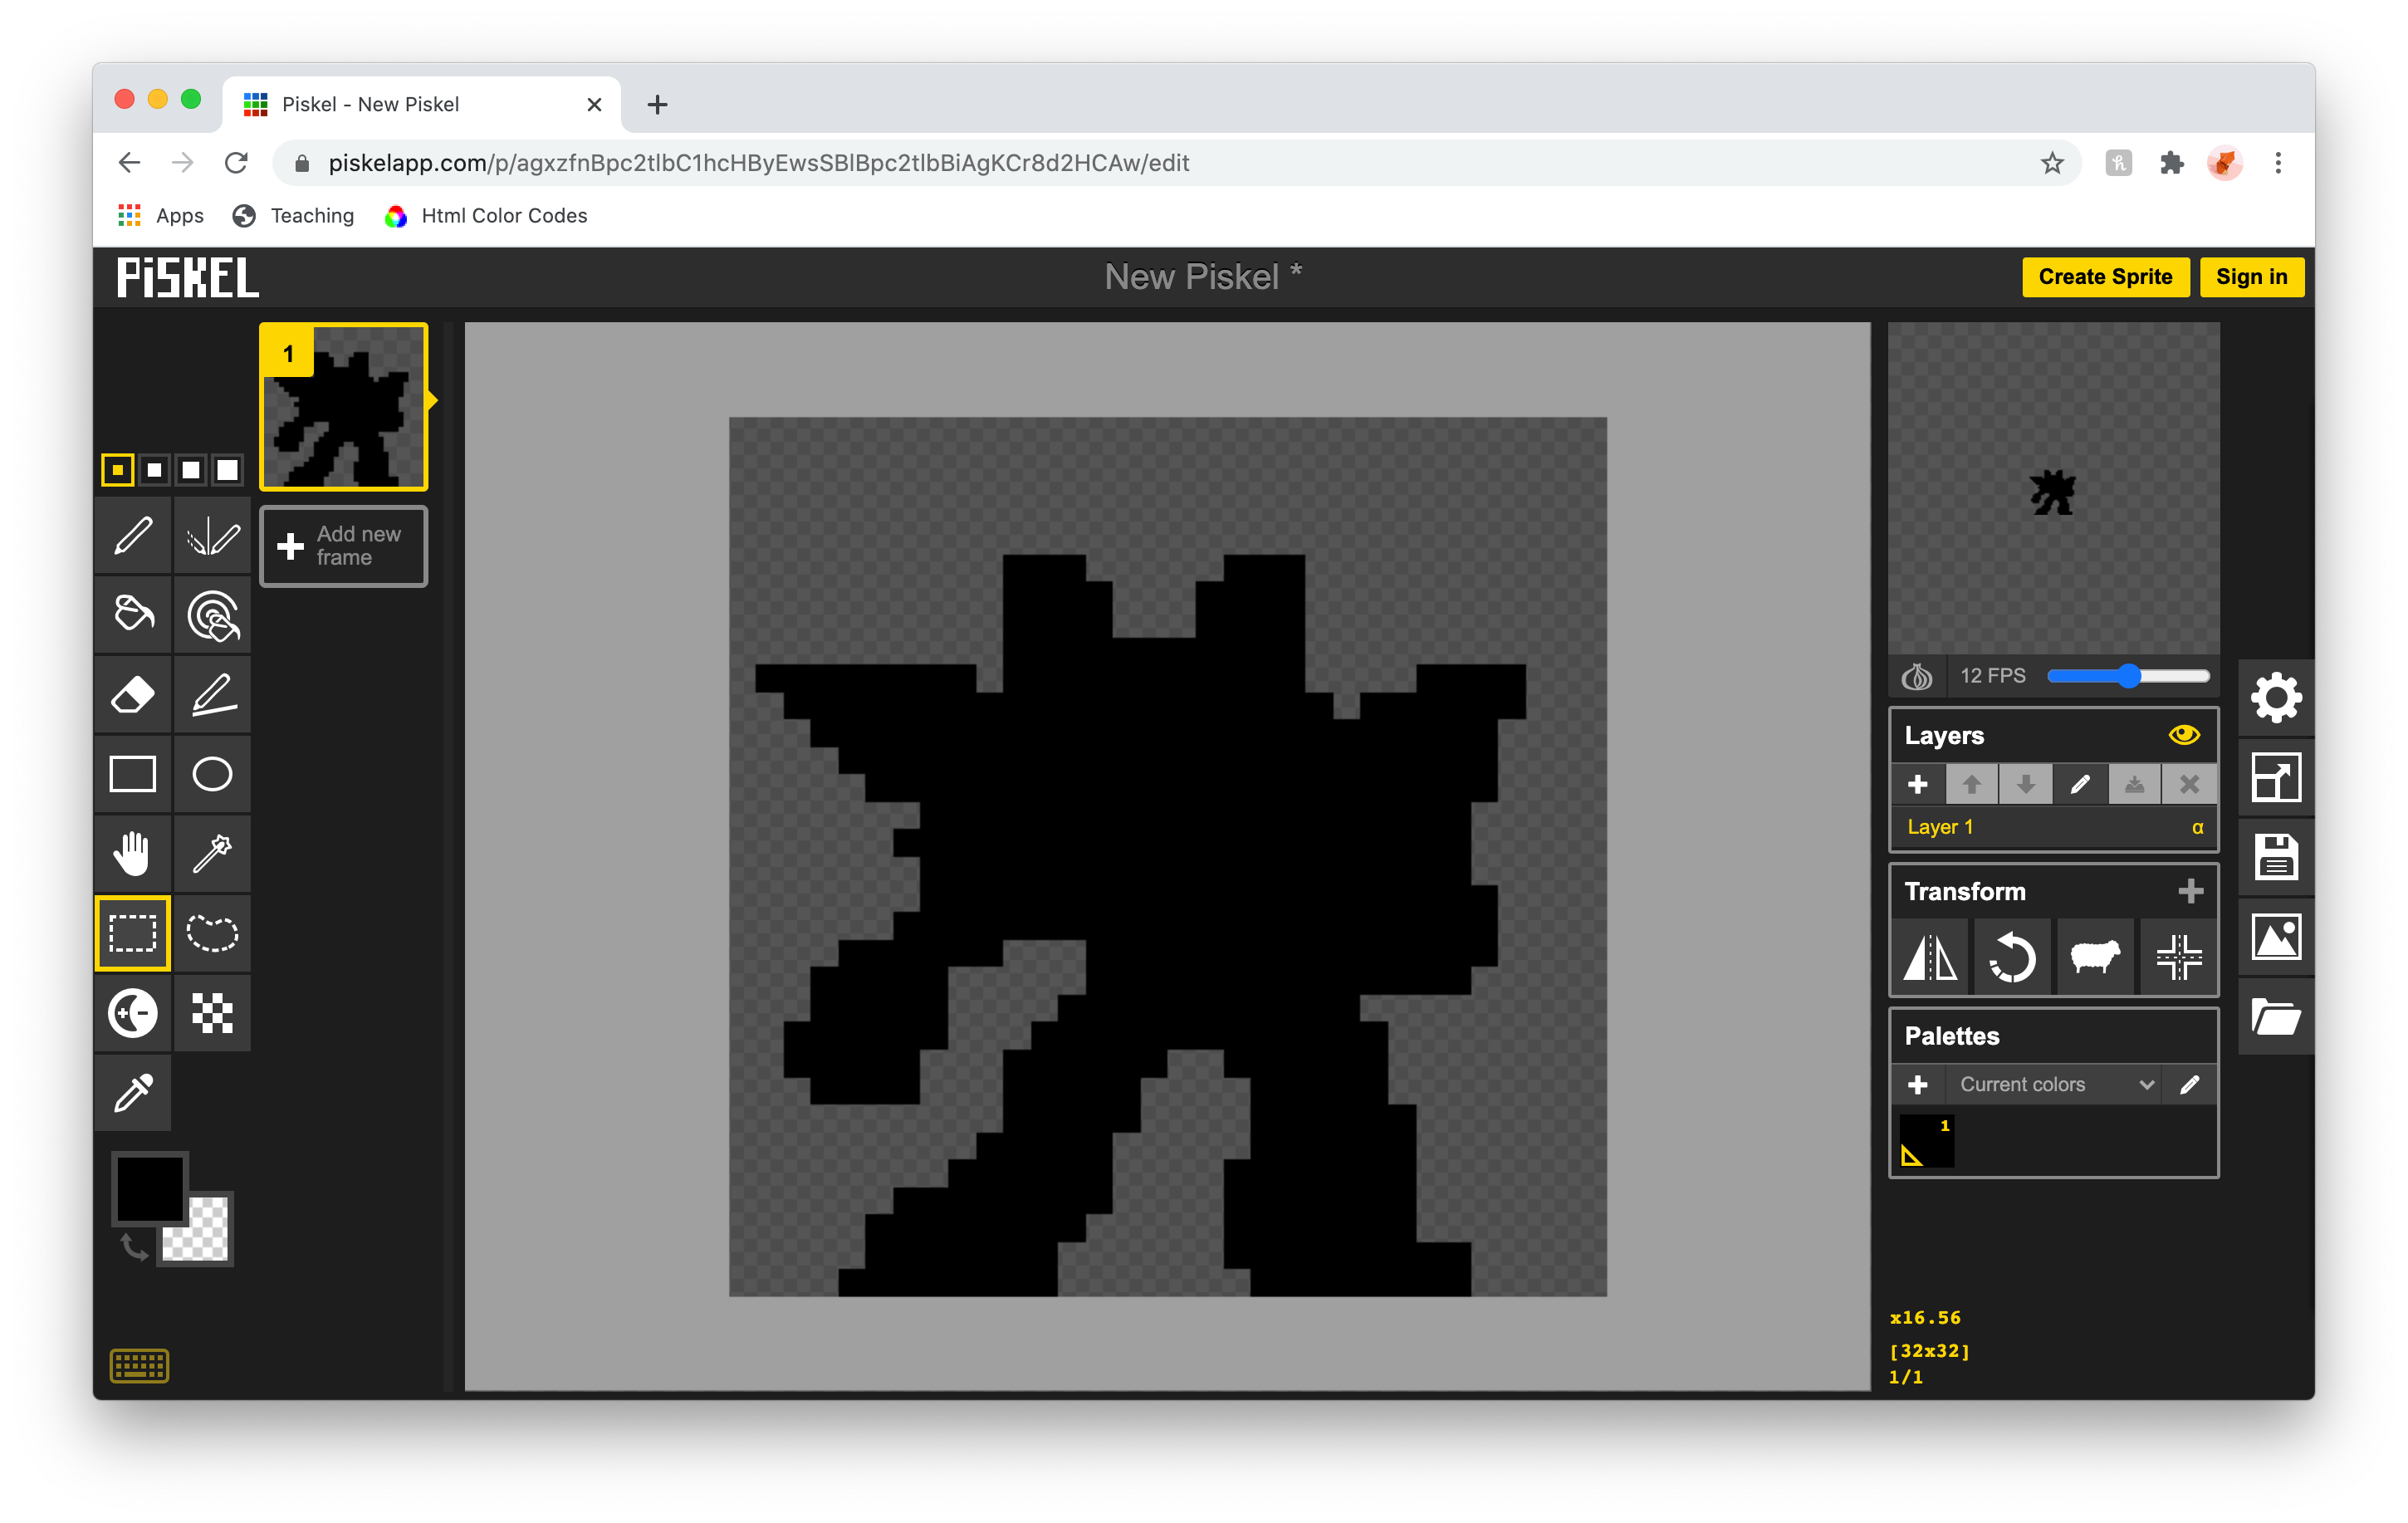 Piskel - New Piskel
piskelapp.com/p/agxzfnBpc2tlbC1hcHByEwsSBlBpc2tlbBiAgKCr8d2HCAw/edit
Apps Teaching Html Color Codes
PiSKEL New Piskel * Create Sprite Sign in
1
Add new
frame
12 FPS
Layers
Layer 1 α
Transform
Palettes
Current colors
1
x16.56
[32x32]
1/1